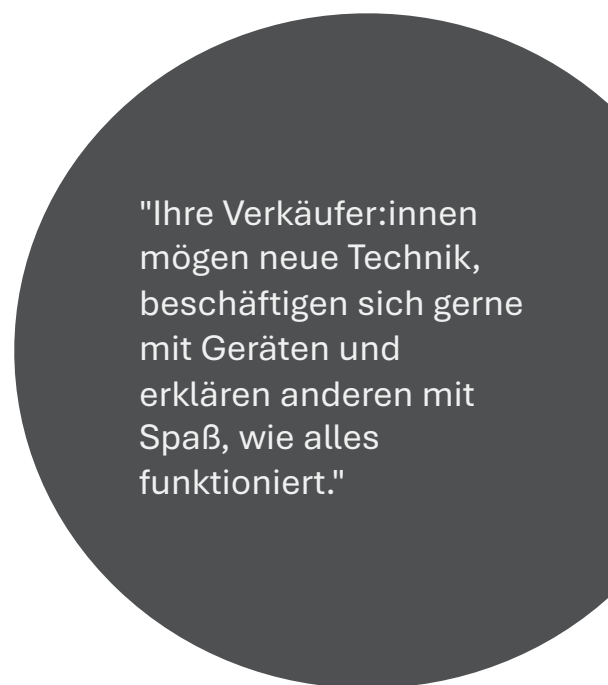 "Ihre Verkäufer:innen
mögen neue Technik,
beschäftigen sich gerne
mit Geräten und
erklären anderen mit
Spaß, wie alles
funktioniert."